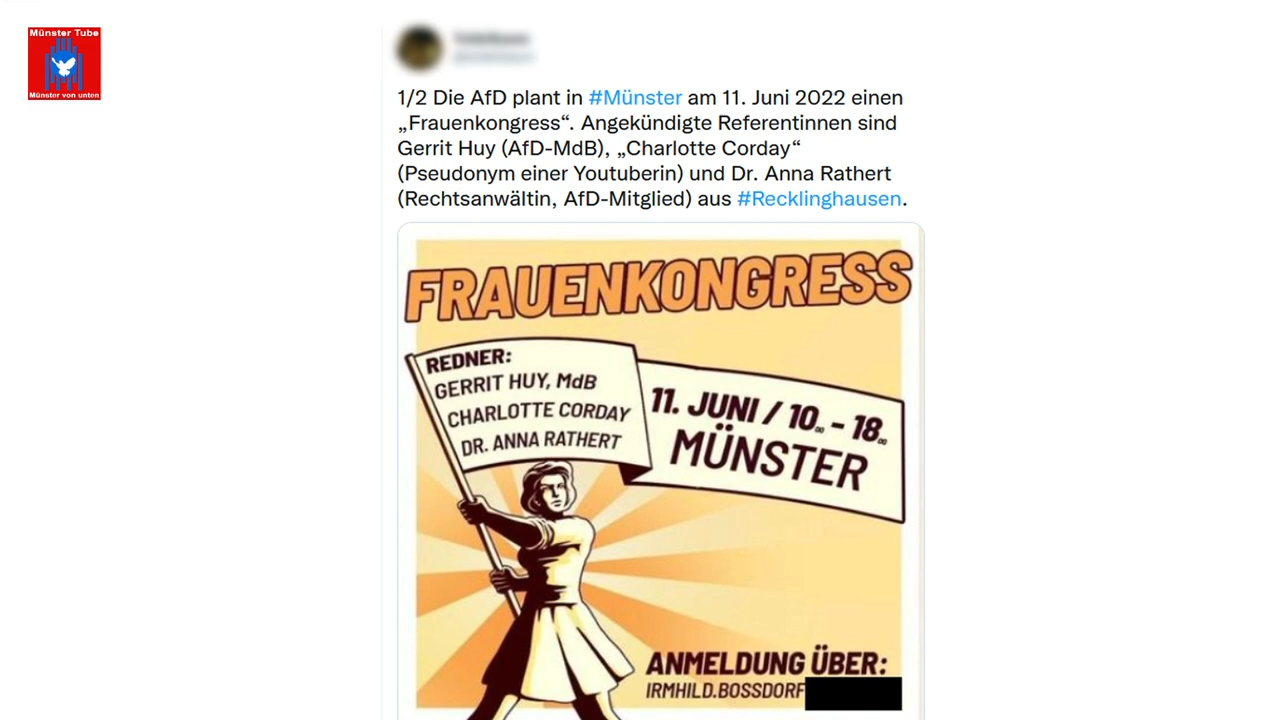 Münster Tube
Münster von unten
1/2 Die AfD plant in #Münster am 11. Juni 2022 einen
„Frauenkongress“. Angekündigte Referentinnen sind
Gerrit Huy (AfD-MdB), „Charlotte Corday“
(Pseudonym einer Youtuberin) und Dr. Anna Rathert
(Rechtsanwältin, AfD-Mitglied) aus #Recklinghausen.
FRAUENKONGRESS
REDNER:
GERRIT HUY, MdB
CHARLOTTE CORDAY
DR. ANNA RATHERT
11. JUNI / 10 00 - 18 00
MÜNSTER
ANMELDUNG ÜBER:
IRMHILD.BOSSDORF